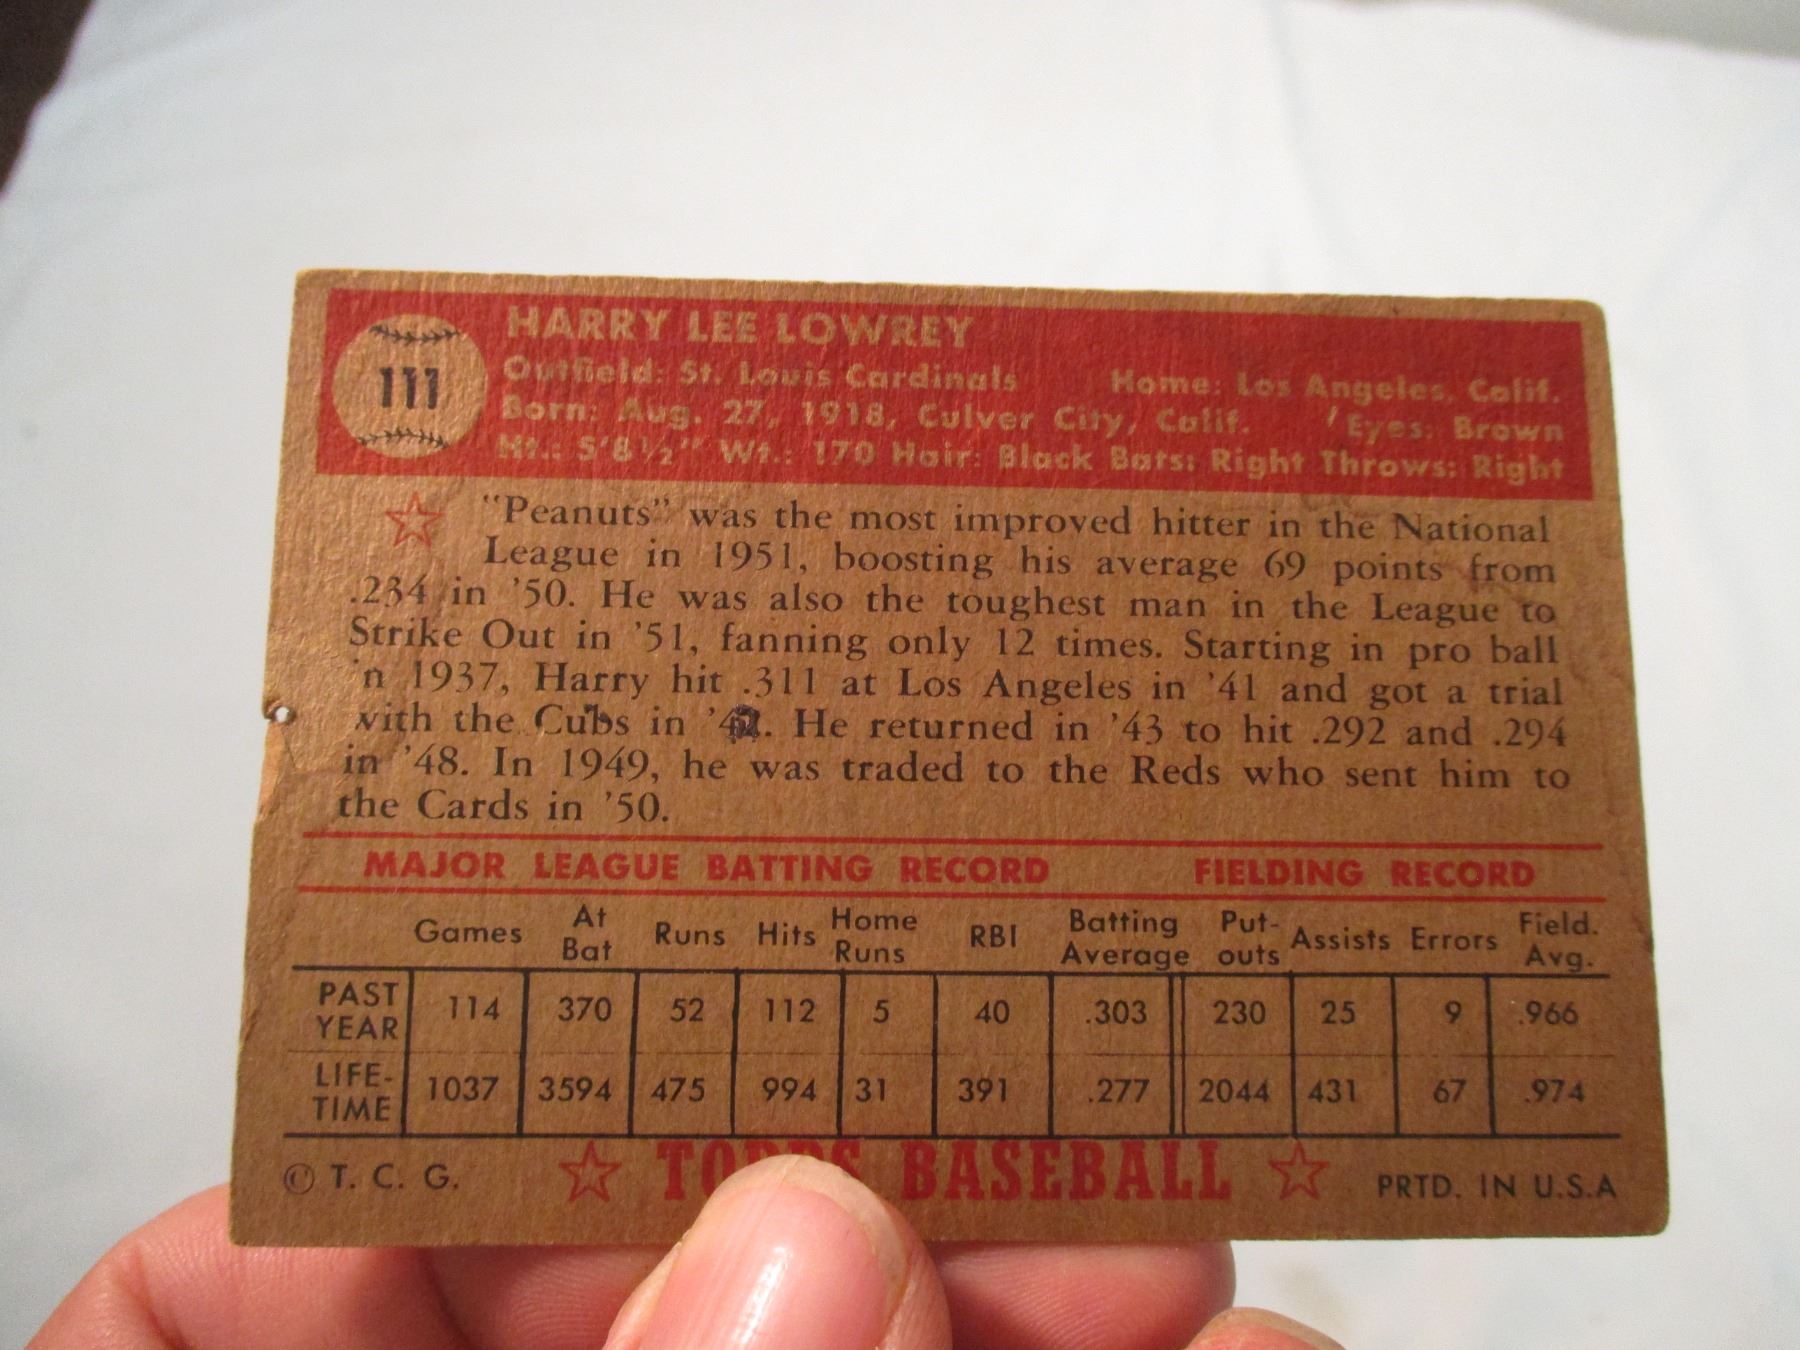 111
HARRY LEE LOWREY
Outfield: St. Louis Cardinals Home: Los Angeles, Calif.
Born: Aug. 27, 1918, Culver City, Calif. Eyes: Brown
Ht.: 5'8½" Wt.: 170 Hair: Black Bats: Right Throws: Right
"Peanuts" was the most improved hitter in the National
League in 1951, boosting his average 69 points from
.234 in '50. He was also the toughest man in the League to
Strike Out in '51, fanning only 12 times. Starting in pro ball
'n 1937, Harry hit .311 at Los Angeles in '41 and got a trial
with the Cubs in '42. He returned in '43 to hit .292 and .294
in '48. In 1949, he was traded to the Reds who sent him to
the Cards in '50.
MAJOR LEAGUE BATTING RECORD FIELDING RECORD
Games At Bat Runs Hits Home Runs RBI Batting Average Put-outs Assists Errors Field. Avg.
PAST YEAR 114 370 52 112 5 40 .303 230 25 9 .966
LIFE-TIME 1037 3594 475 994 31 391 .277 2044 431 67 .974
© T. C. G. TOPPS BASEBALL PRTD. IN U.S.A